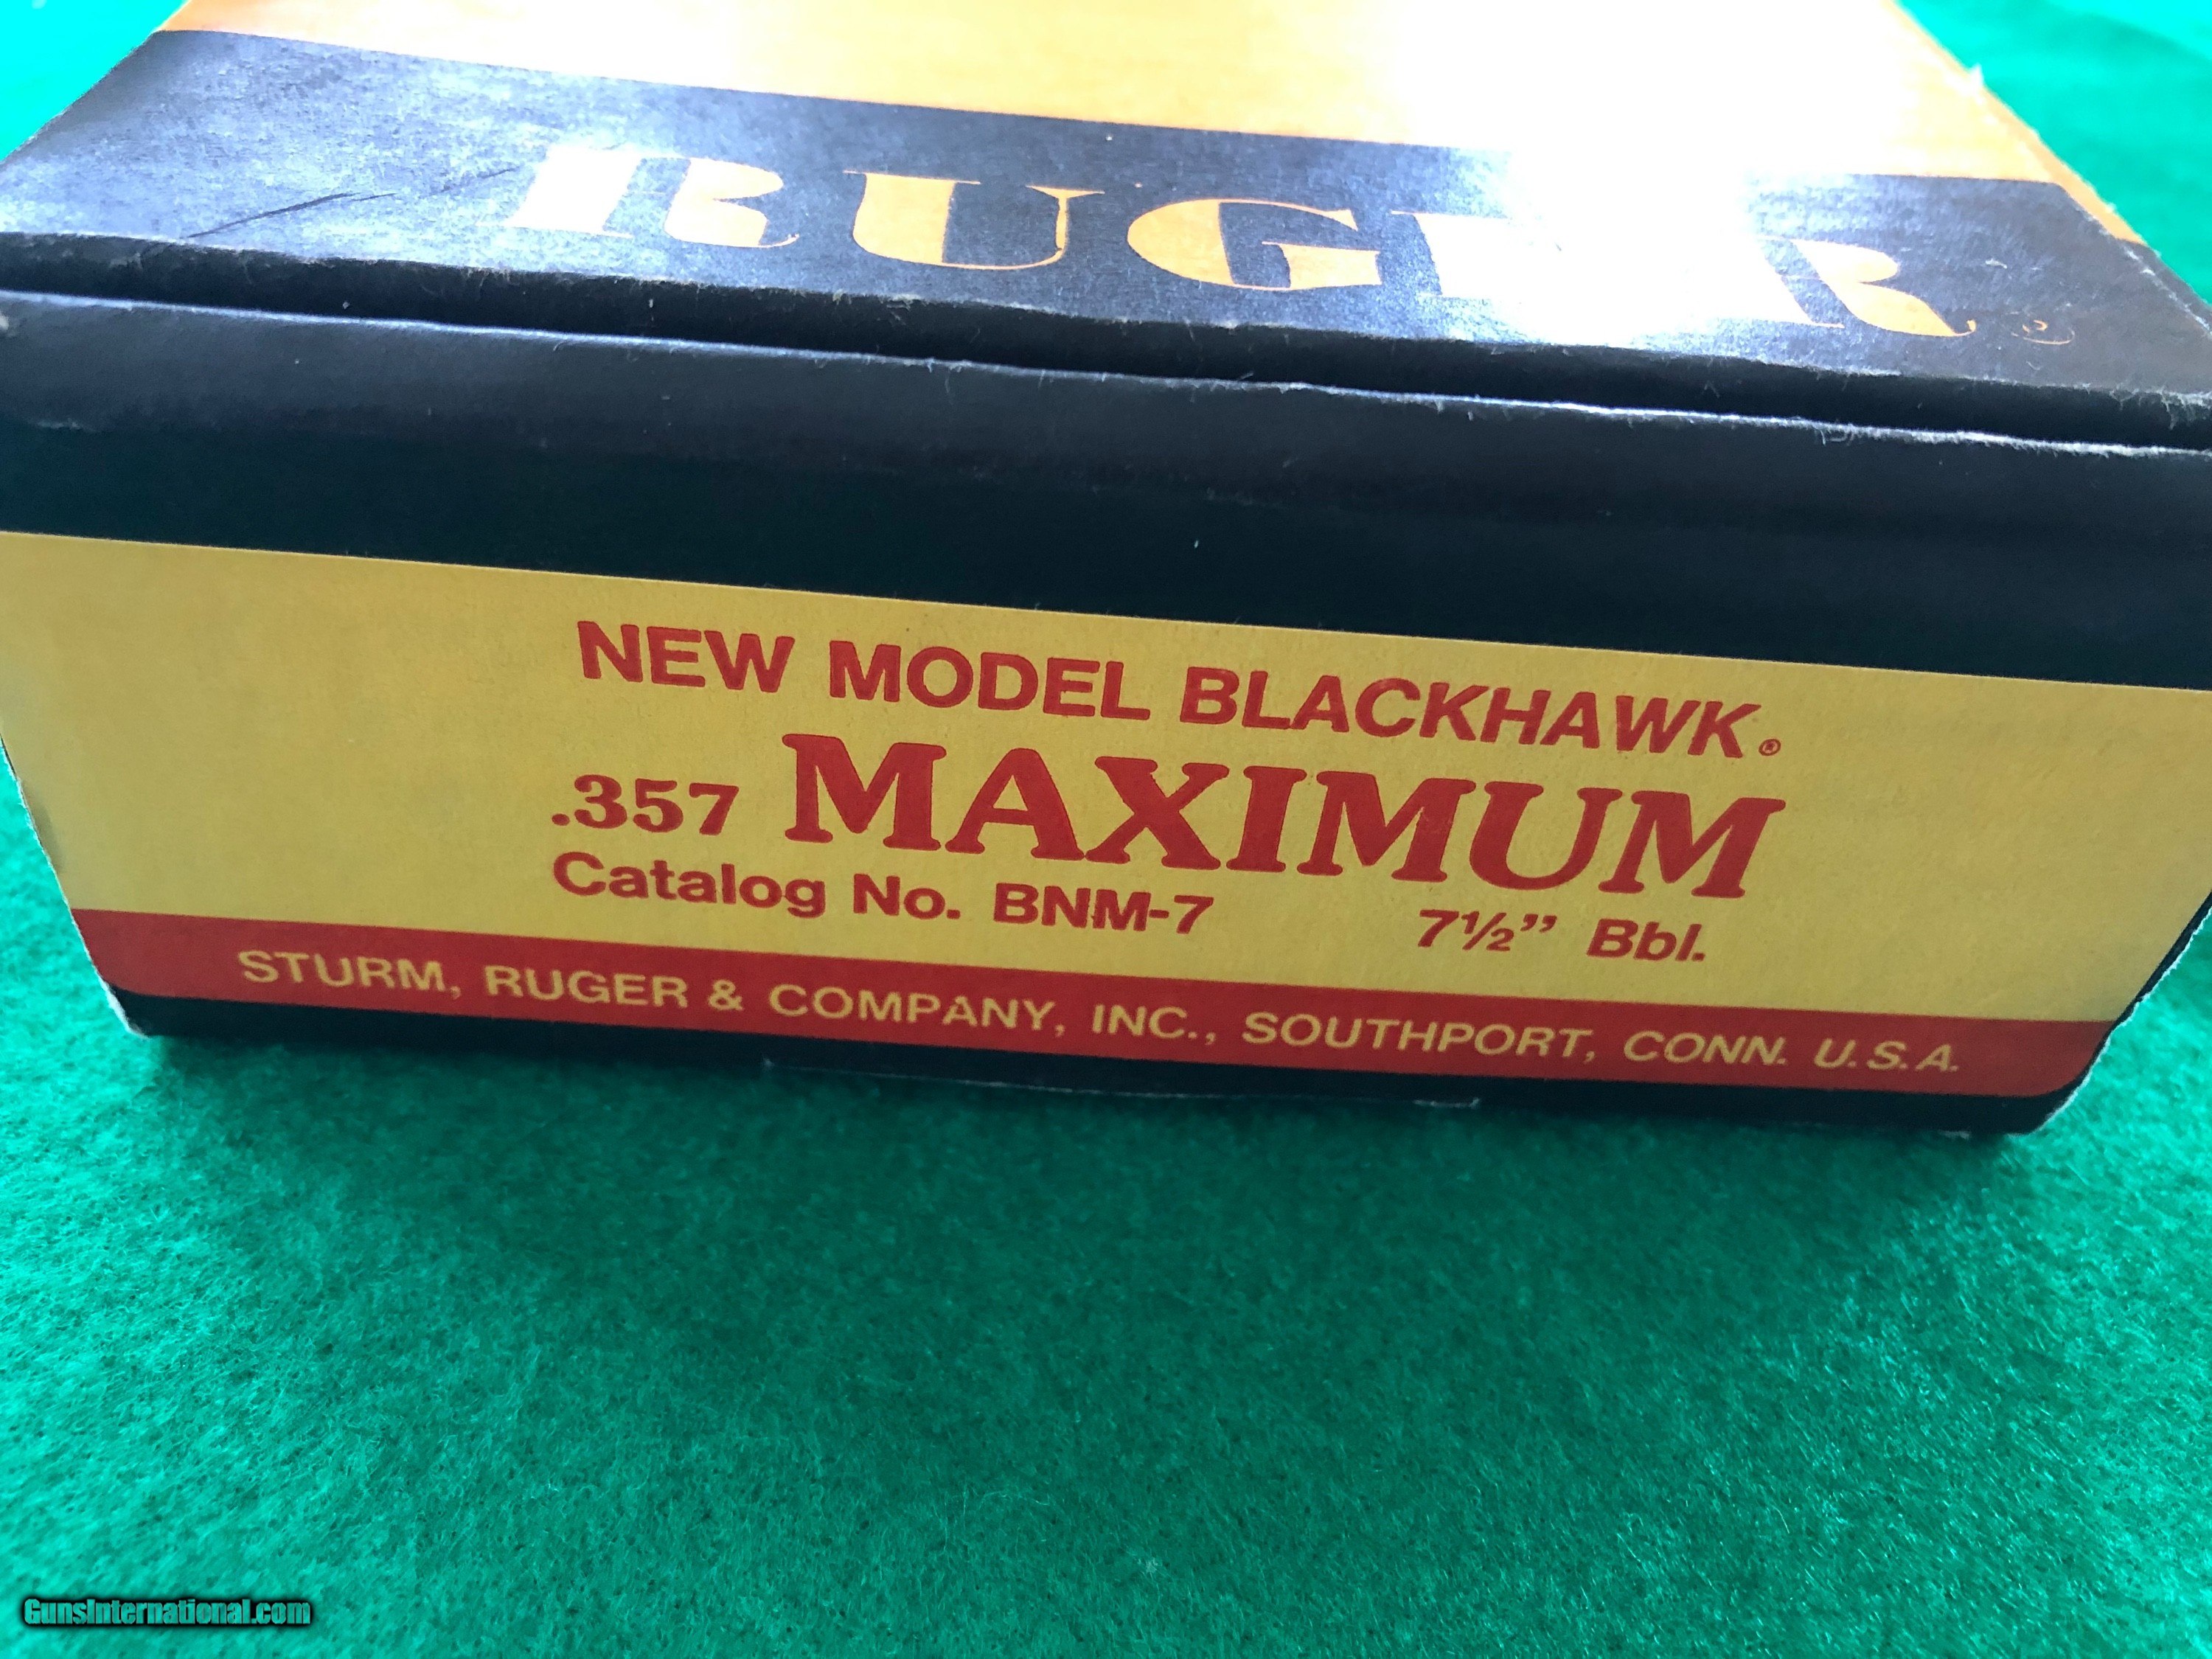 RUGER®
NEW MODEL BLACKHAWK®
.357 MAXIMUM
Catalog No. BNM-7 7½” Bbl.
STURM, RUGER & COMPANY, INC., SOUTHPORT, CONN. U.S.A.
GunsInternational.com